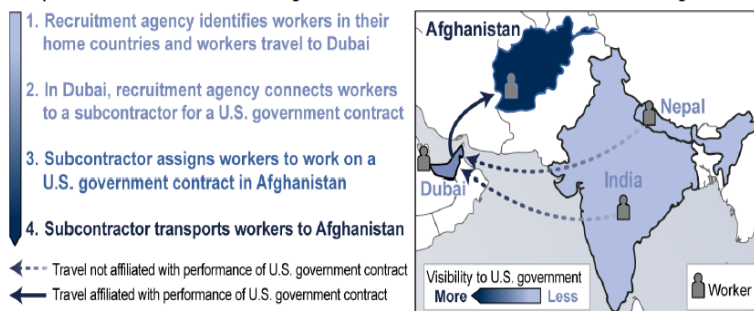 1. Recruitment agency identifies workers in their
home countries and workers travel to Dubai
2. In Dubai, recruitment agency connects workers
to a subcontractor for a U.S. government contract
3. Subcontractor assigns workers to work on a
U.S. government contract in Afghanistan
4. Subcontractor transports workers to Afghanistan
Travel not affiliated with performance of U.S. government contract
Travel affiliated with performance of U.S. government contract
Afghanistan
Nepal
Dubai
India
Visibility to U.S. government
More Less
Worker